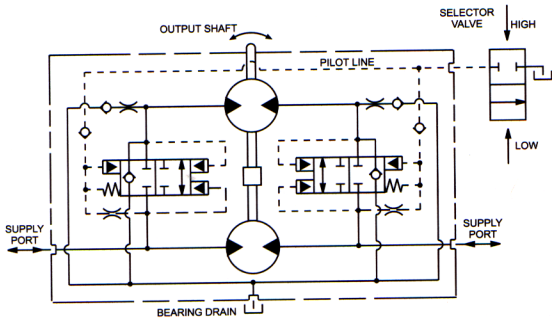 SELECTOR
VALVE
HIGH
OUTPUT SHAFT
PILOT LINE
LOW
SUPPLY
PORT
SUPPLY
PORT
BEARING DRAIN